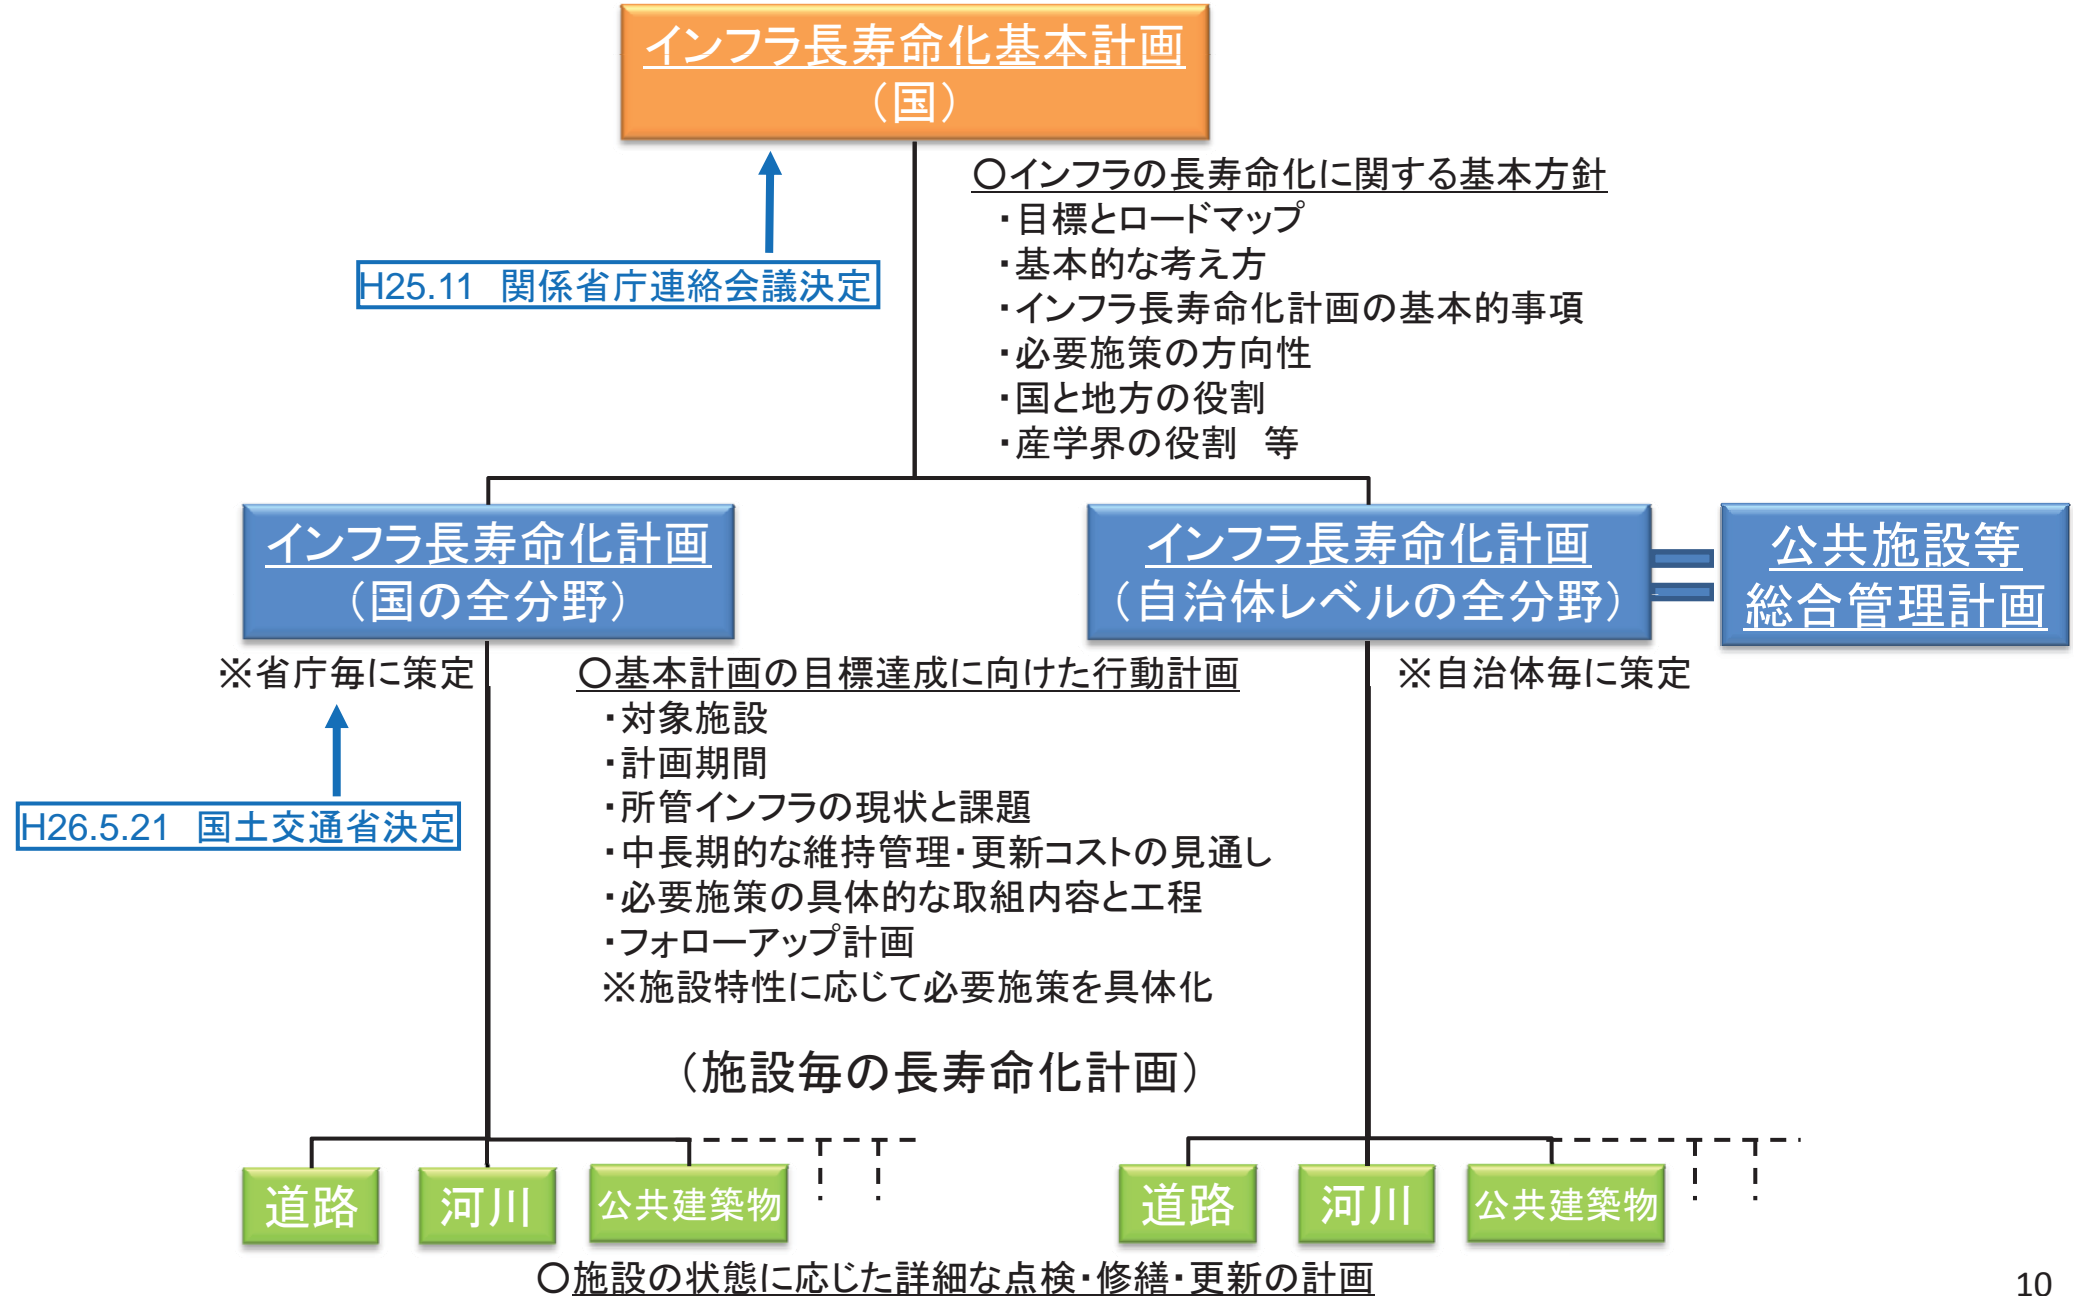 インフラ長寿命化基本計画
（国）
○インフラの長寿命化に関する基本方針
・目標とロードマップ
・基本的な考え方
・インフラ長寿命化計画の基本的事項
・必要施策の方向性
・国と地方の役割
・産学界の役割　等
H25.11　関係省庁連絡会議決定
インフラ長寿命化計画
（国の全分野）
インフラ長寿命化計画
（自治体レベルの全分野）
公共施設等
総合管理計画
※省庁毎に策定
○基本計画の目標達成に向けた行動計画
・対象施設
・計画期間
・所管インフラの現状と課題
・中長期的な維持管理・更新コストの見通し
・必要施策の具体的な取組内容と工程
・フォローアップ計画
※施設特性に応じて必要施策を具体化
※自治体毎に策定
H26.5.21　国土交通省決定
（施設毎の長寿命化計画）
道路
河川
公共建築物
道路
河川
公共建築物
○施設の状態に応じた詳細な点検・修繕・更新の計画
10